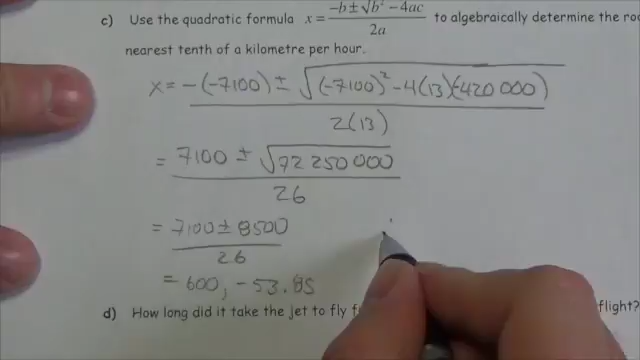 c) Use the quadratic formula x = (-b ± √(b² - 4ac)) / 2a to algebraically determine the
nearest tenth of a kilometre per hour.
x = -(-7100) ± √((-7100)² - 4(13)(-420 000)) / 2(13)
= 7100 ± √(72 250 000) / 26
= 7100 ± 8500 / 26
= 600, -53.85
d) How long did it take the jet to fly flight?